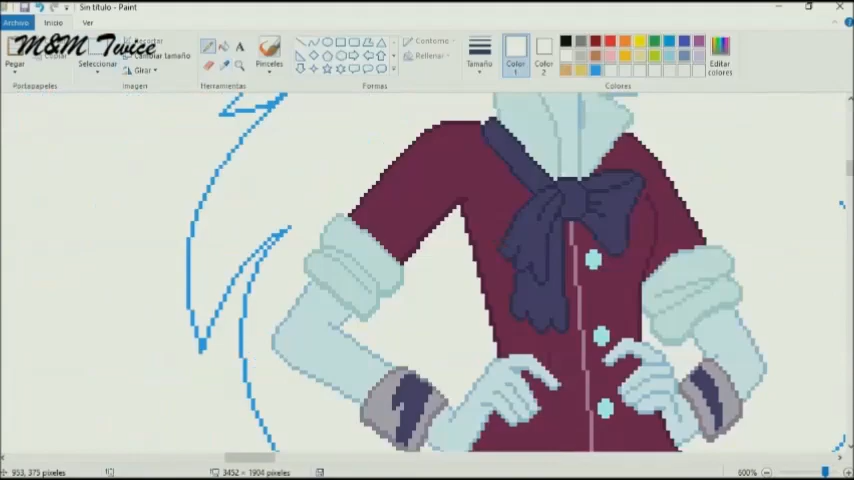 Sin título - Paint
Archivo Inicio Ver
M&M Twice
Pegar
Copiar
Seleccionar
Recortar
Cambiar tamaño
Girar
Pinceles
Contorno
Rellenar
Tamaño
Color 1
Color 2
Editar colores
Portapapeles Imagen Herramientas Formas Colores
953, 375 píxeles 3452 × 1904 píxeles 600%